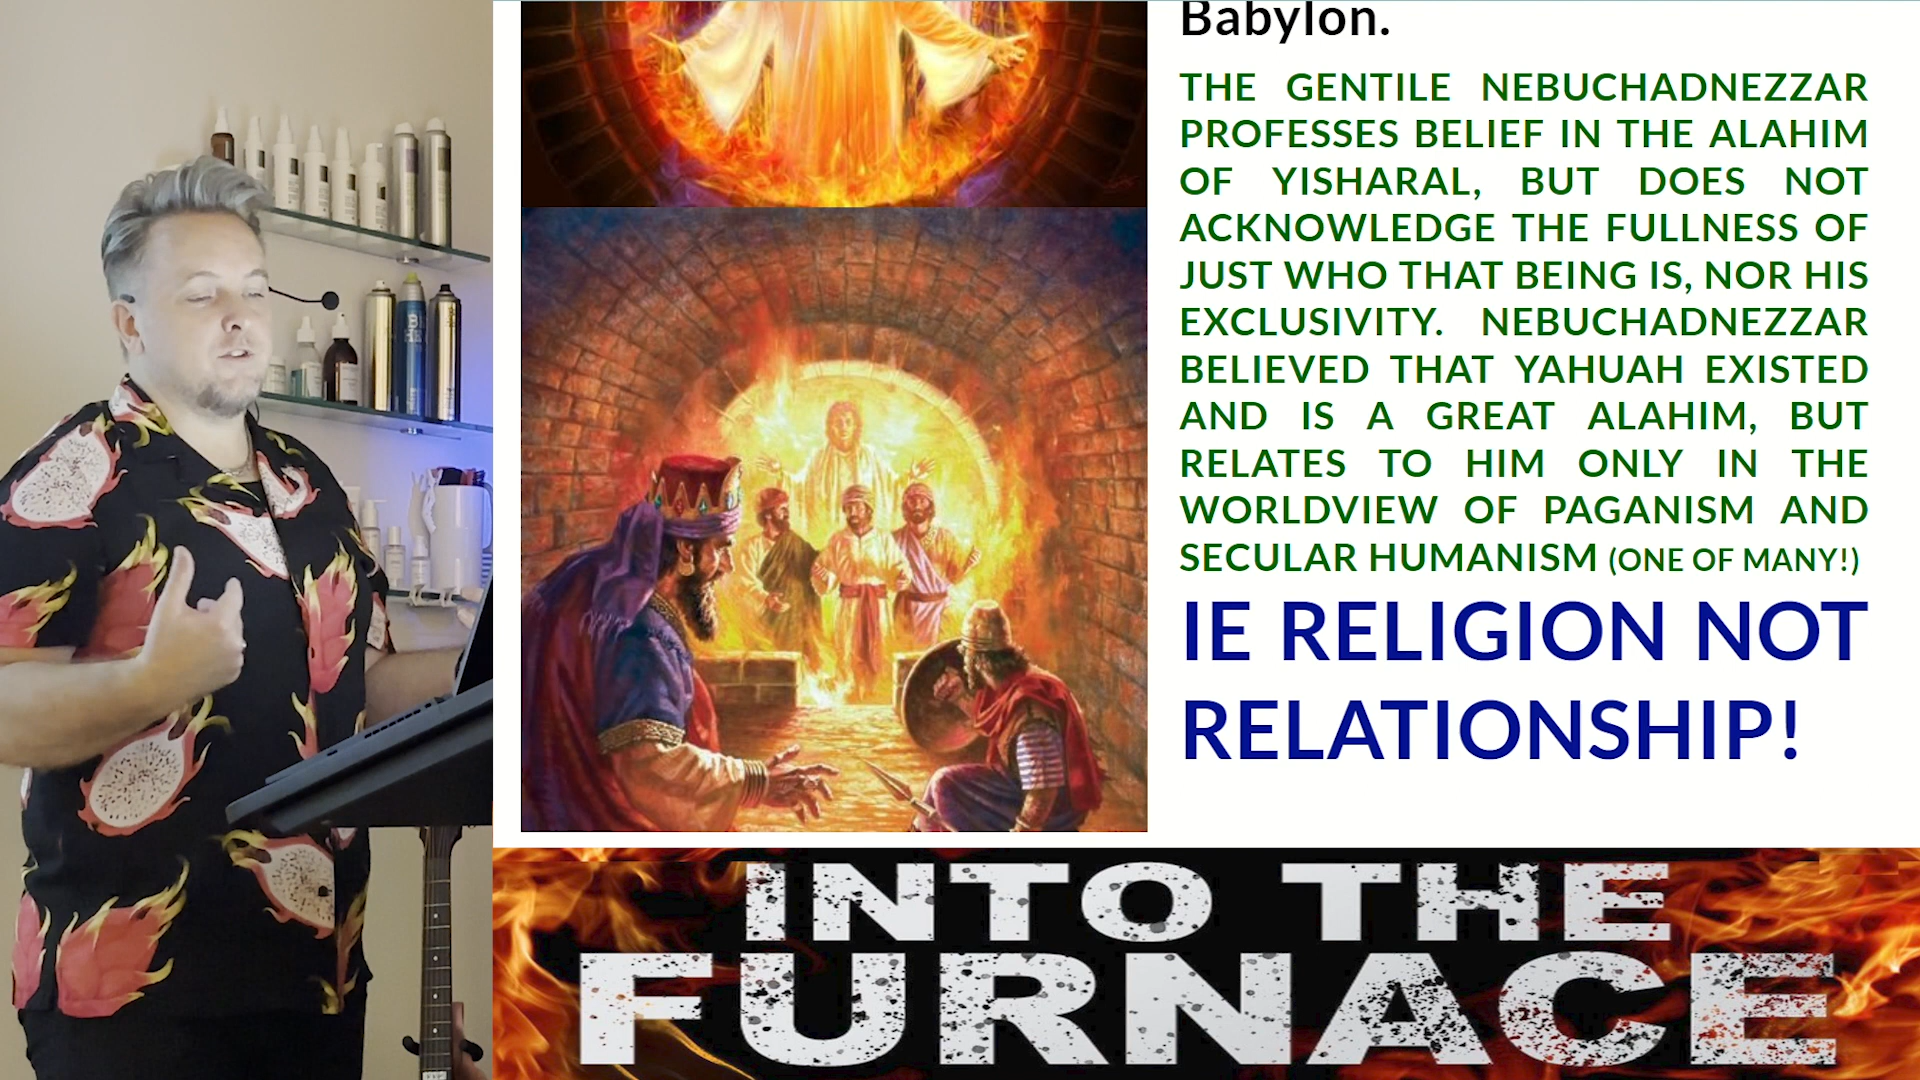 Babylon.
THE GENTILE NEBUCHADNEZZAR
PROFESSES BELIEF IN THE ALAHIM
OF YISHARAL, BUT DOES NOT
ACKNOWLEDGE THE FULLNESS OF
JUST WHO THAT BEING IS, NOR HIS
EXCLUSIVITY. NEBUCHADNEZZAR
BELIEVED THAT YAHUAH EXISTED
AND IS A GREAT ALAHIM, BUT
RELATES TO HIM ONLY IN THE
WORLDVIEW OF PAGANISM AND
SECULAR HUMANISM (ONE OF MANY!)
IE RELIGION NOT
RELATIONSHIP!
INTO THE
FURNACE